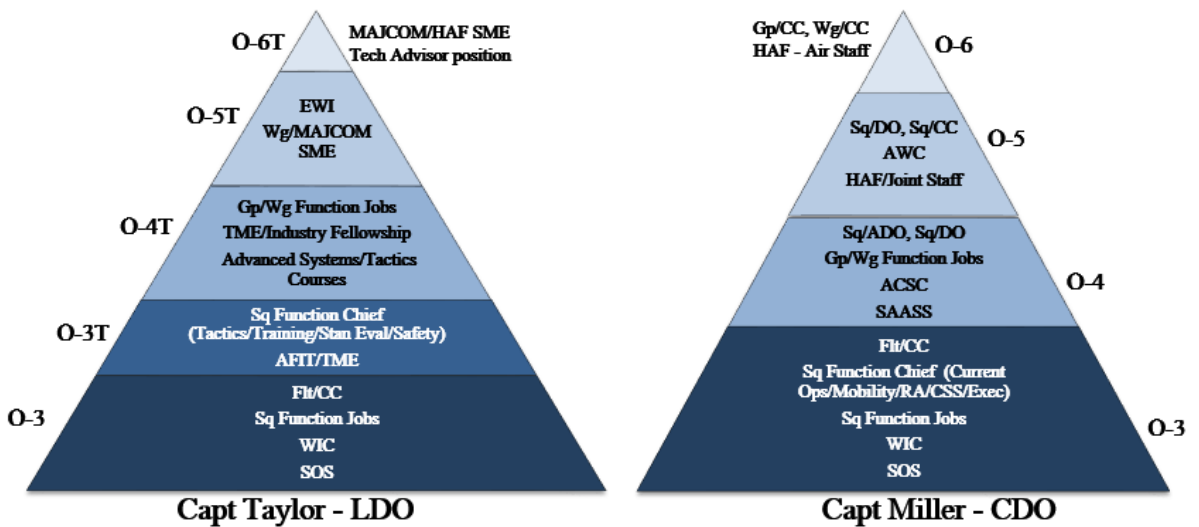 O-6T
MAJCOM/HAF SME
Tech Advisor position
O-5T
EWI
Wg/MAJCOM
SME
O-4T
Gp/Wg Function Jobs
TME/Industry Fellowship
Advanced Systems/Tactics
Courses
O-3T
Sq Function Chief
(Tactics/Training/Stan Eval/Safety)
AFIT/TME
O-3
Flt/CC
Sq Function Jobs
WIC
SOS
Capt Taylor - LDO
Gp/CC, Wg/CC
HAF - Air Staff
O-6
Sq/DO, Sq/CC
AWC
HAF/Joint Staff
O-5
Sq/ADO, Sq/DO
Gp/Wg Function Jobs
ACSC
SAASS
O-4
Flt/CC
Sq Function Chief (Current
Ops/Mobility/RA/CSS/Exec)
Sq Function Jobs
WIC
SOS
O-3
Capt Miller - CDO